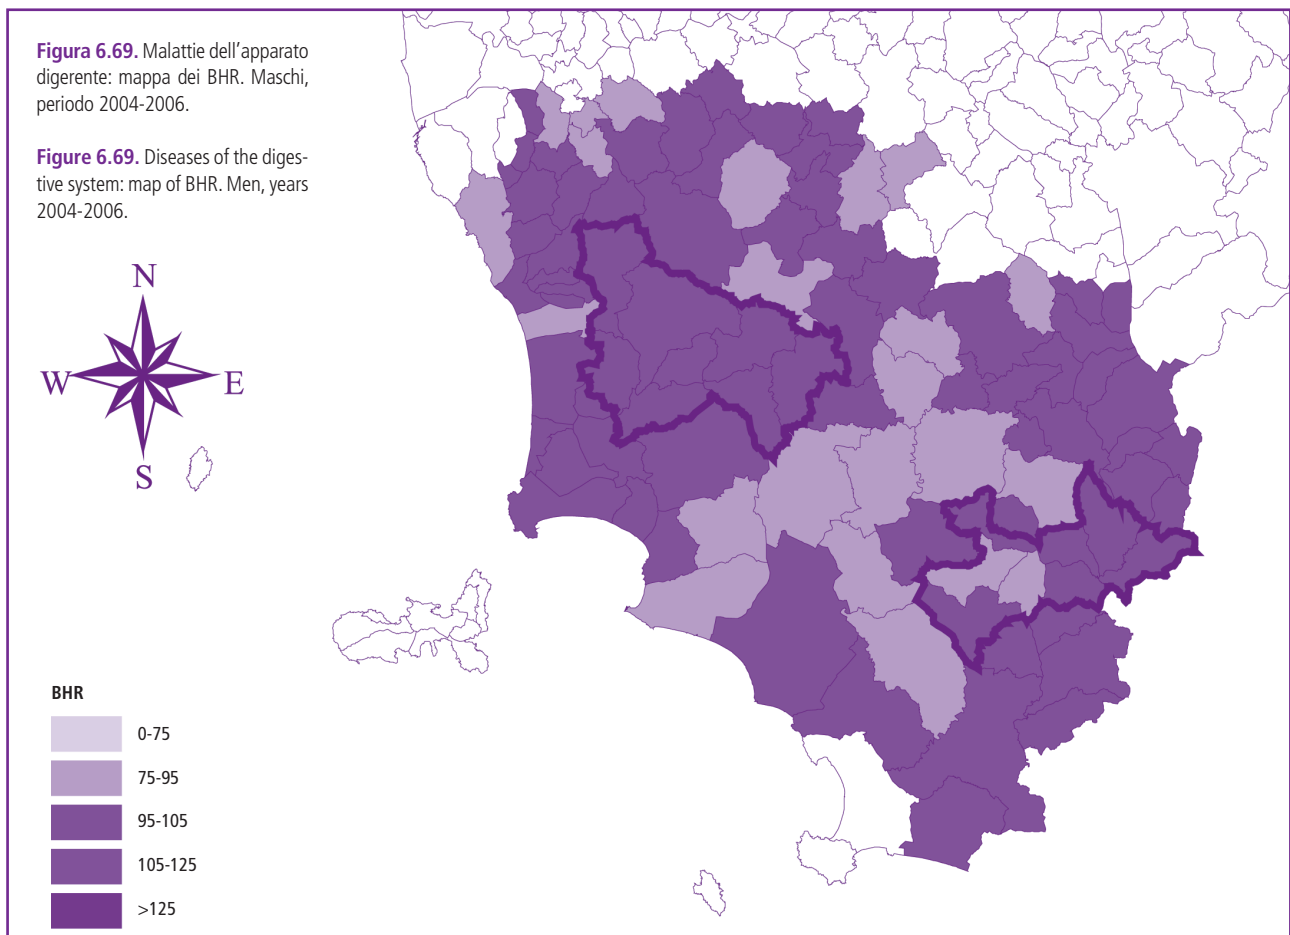 Figura 6.69. Malattie dell'apparato
digerente: mappa dei BHR. Maschi,
periodo 2004-2006.
Figure 6.69. Diseases of the diges-
tive system: map of BHR. Men, years
2004-2006.
N
W E
S
BHR
0-75
75-95
95-105
105-125
>125